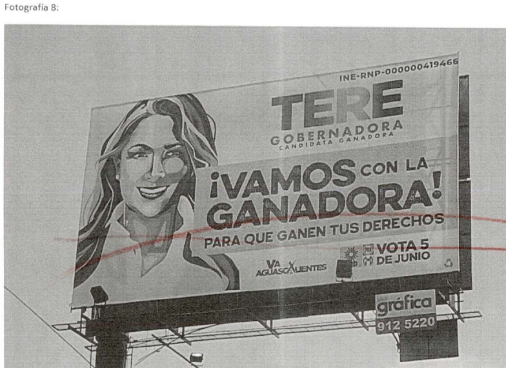 Fotografía B:
INE-RNP-000000419466
TERE
GOBERNADORA
CANDIDATA GANADORA
¡VAMOS CON LA
GANADORA!
PARA QUE GANEN TUS DERECHOS
VA
AGUASCALIENTES
VOTA 5
DE JUNIO
gráfica
912 5220